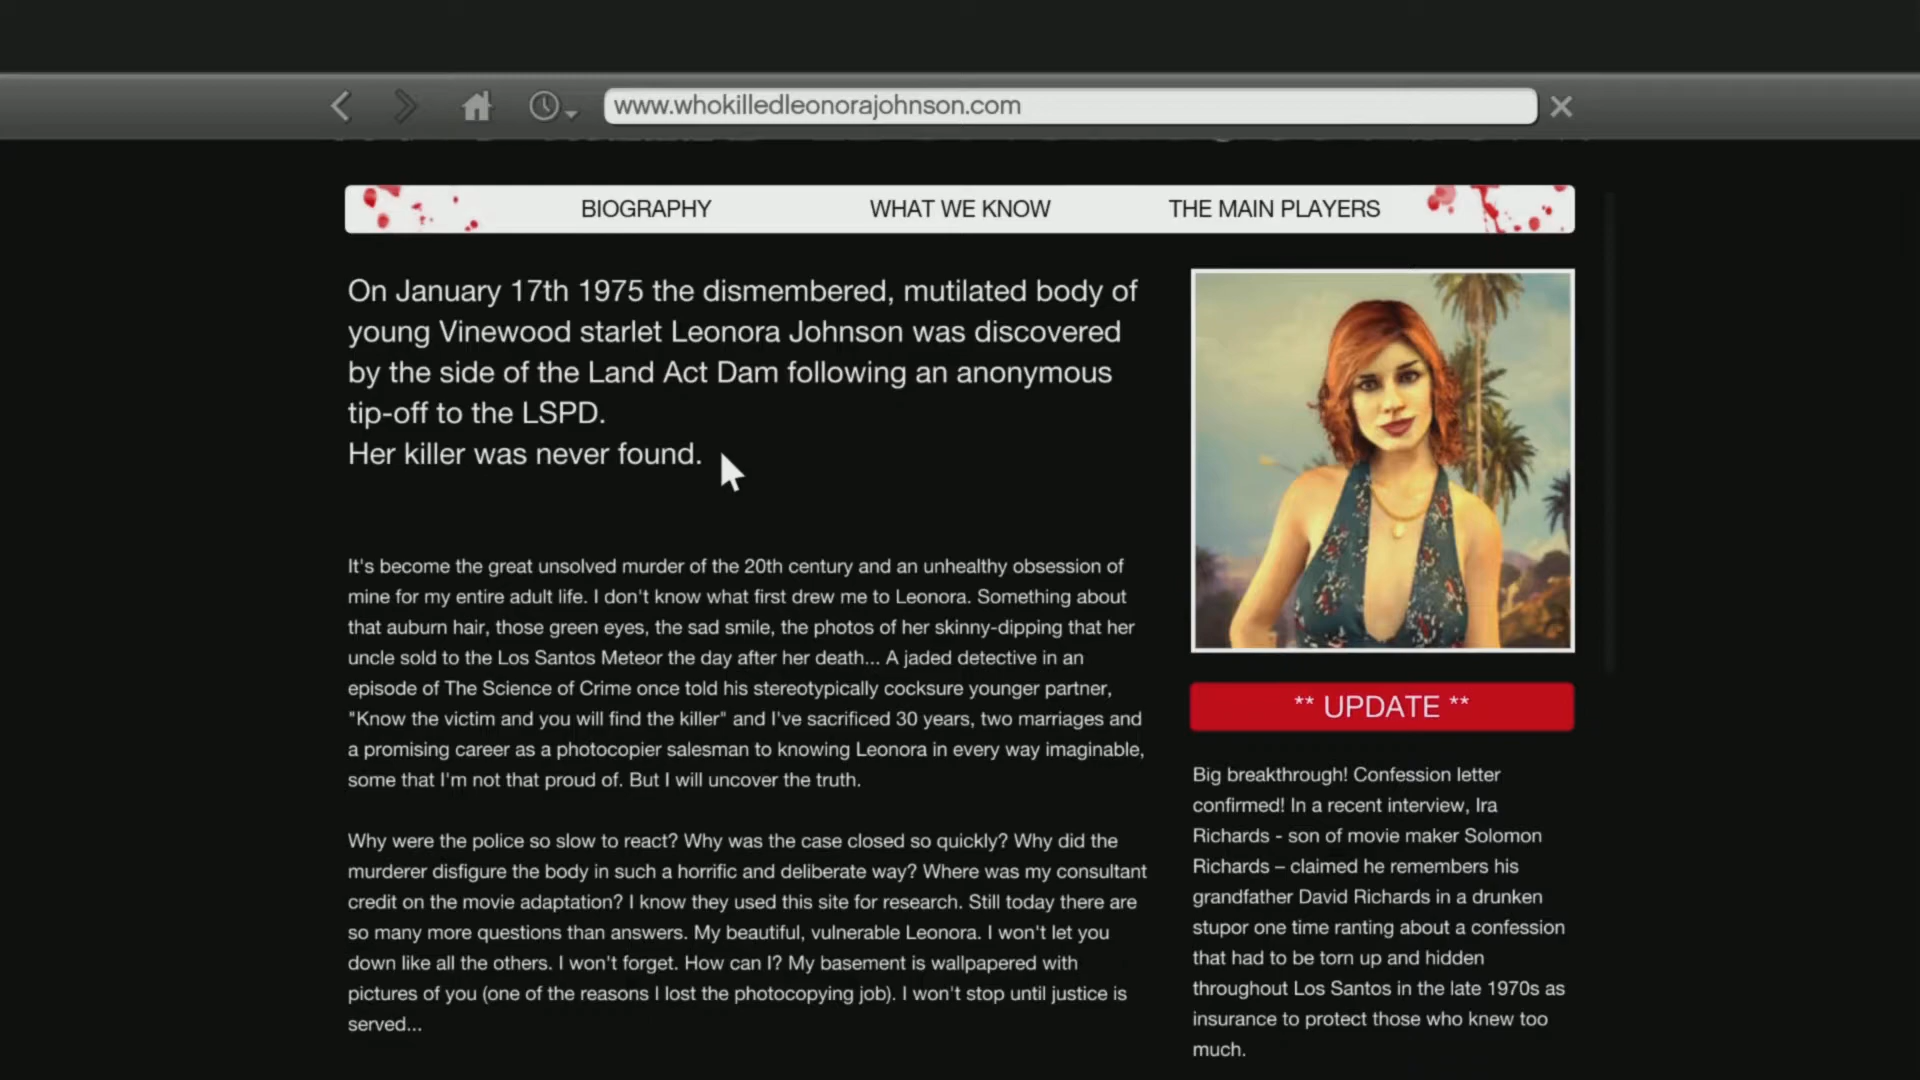 www.whokilledleonorajohnson.com
BIOGRAPHY
WHAT WE KNOW
THE MAIN PLAYERS
On January 17th 1975 the dismembered, mutilated body of
young Vinewood starlet Leonora Johnson was discovered
by the side of the Land Act Dam following an anonymous
tip-off to the LSPD.
Her killer was never found.
It's become the great unsolved murder of the 20th century and an unhealthy obsession of
mine for my entire adult life. I don't know what first drew me to Leonora. Something about
that auburn hair, those green eyes, the sad smile, the photos of her skinny-dipping that her
uncle sold to the Los Santos Meteor the day after her death... A jaded detective in an
episode of The Science of Crime once told his stereotypically cocksure younger partner,
"Know the victim and you will find the killer" and I've sacrificed 30 years, two marriages and
a promising career as a photocopier salesman to knowing Leonora in every way imaginable,
some that I'm not that proud of. But I will uncover the truth.
Why were the police so slow to react? Why was the case closed so quickly? Why did the
murderer disfigure the body in such a horrific and deliberate way? Where was my consultant
credit on the movie adaptation? I know they used this site for research. Still today there are
so many more questions than answers. My beautiful, vulnerable Leonora. I won't let you
down like all the others. I won't forget. How can I? My basement is wallpapered with
pictures of you (one of the reasons I lost the photocopying job). I won't stop until justice is
served...
** UPDATE **
Big breakthrough! Confession letter
confirmed! In a recent interview, Ira
Richards - son of movie maker Solomon
Richards – claimed he remembers his
grandfather David Richards in a drunken
stupor one time ranting about a confession
that had to be torn up and hidden
throughout Los Santos in the late 1970s as
insurance to protect those who knew too
much.